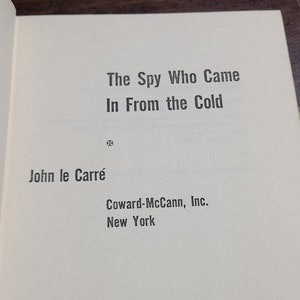 The Spy Who Came
In From the Cold
John le Carré
Coward-McCann, Inc.
New York